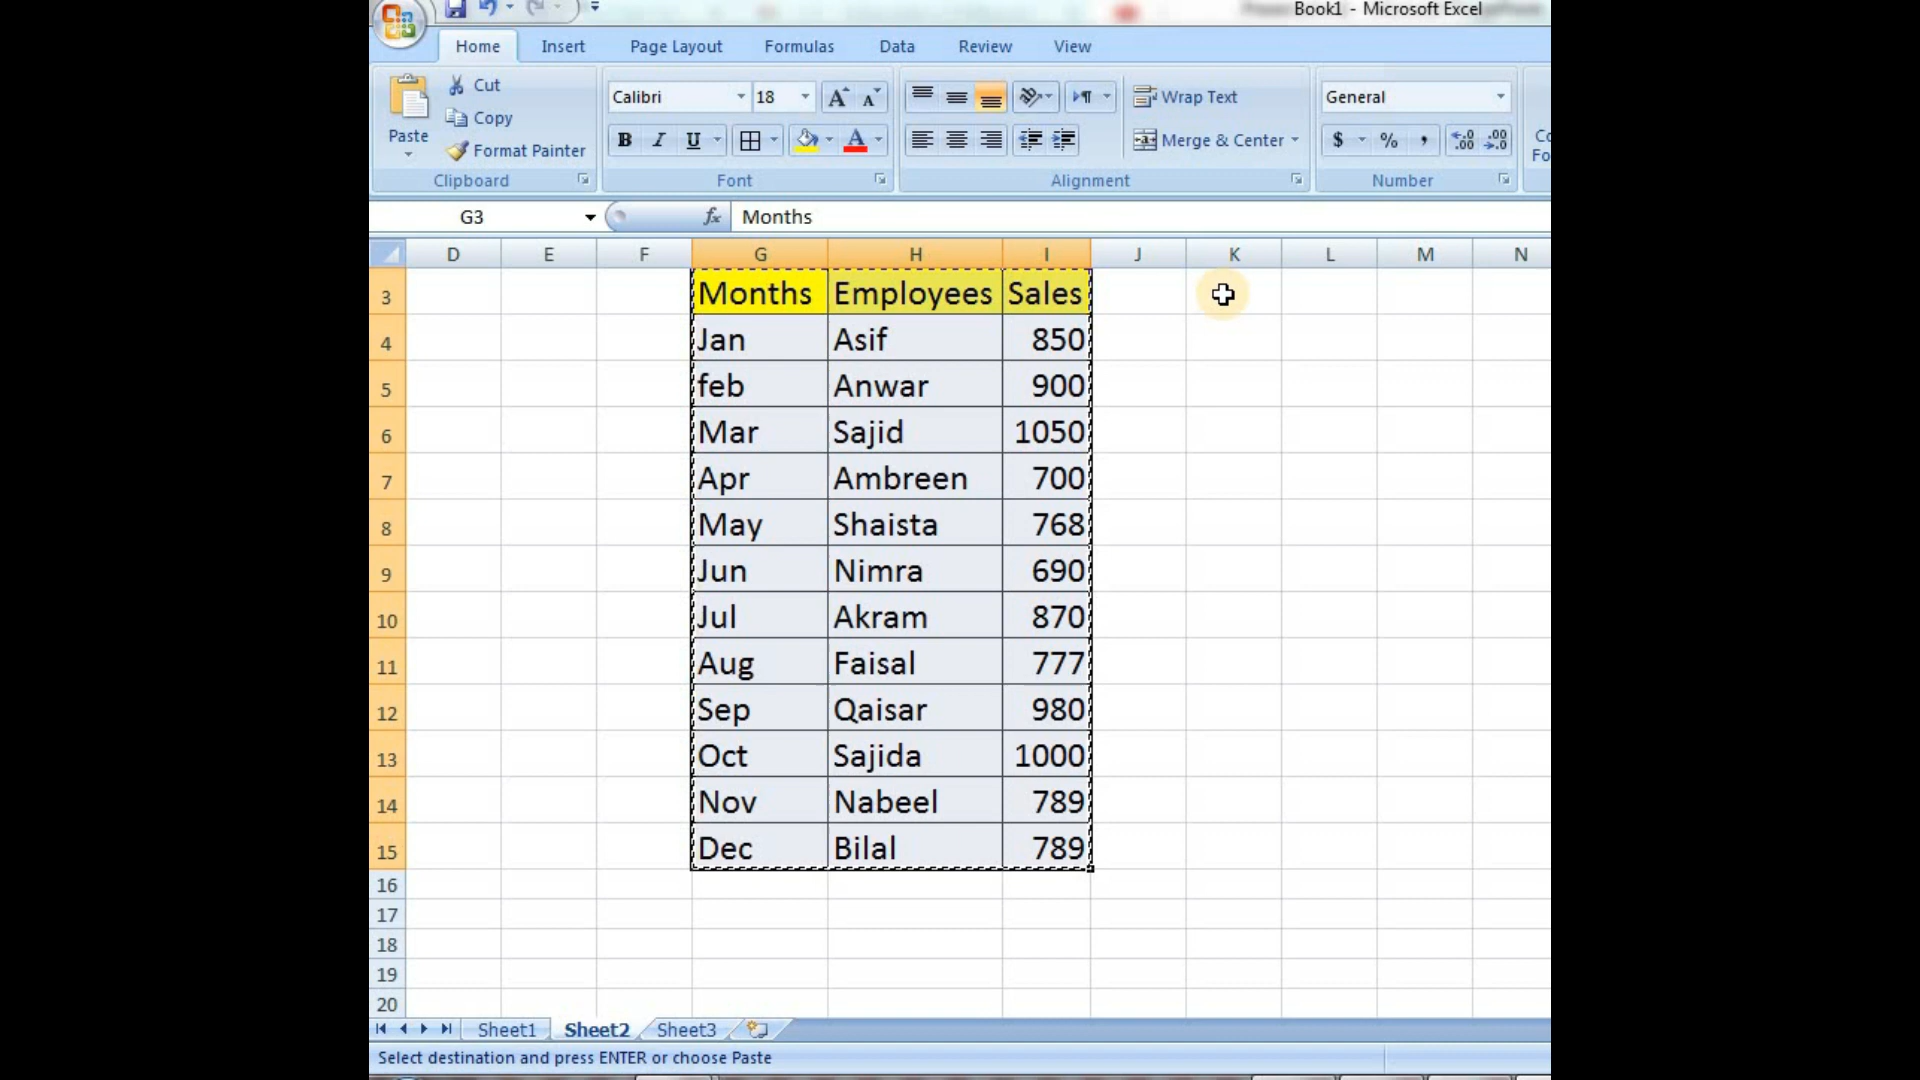 Book1 - Microsoft Excel
Home Insert Page Layout Formulas Data Review View
Paste
Cut
Copy
Format Painter
Clipboard
Calibri 18
B I U
Font
Wrap Text
Merge & Center
Alignment
General
$ % ,
Number
G3 fx Months
D E F G H I J K L M N
3 Months Employees Sales
4 Jan Asif 850
5 feb Anwar 900
6 Mar Sajid 1050
7 Apr Ambreen 700
8 May Shaista 768
9 Jun Nimra 690
10 Jul Akram 870
11 Aug Faisal 777
12 Sep Qaisar 980
13 Oct Sajida 1000
14 Nov Nabeel 789
15 Dec Bilal 789
16
17
18
19
20
Sheet1 Sheet2 Sheet3
Select destination and press ENTER or choose Paste